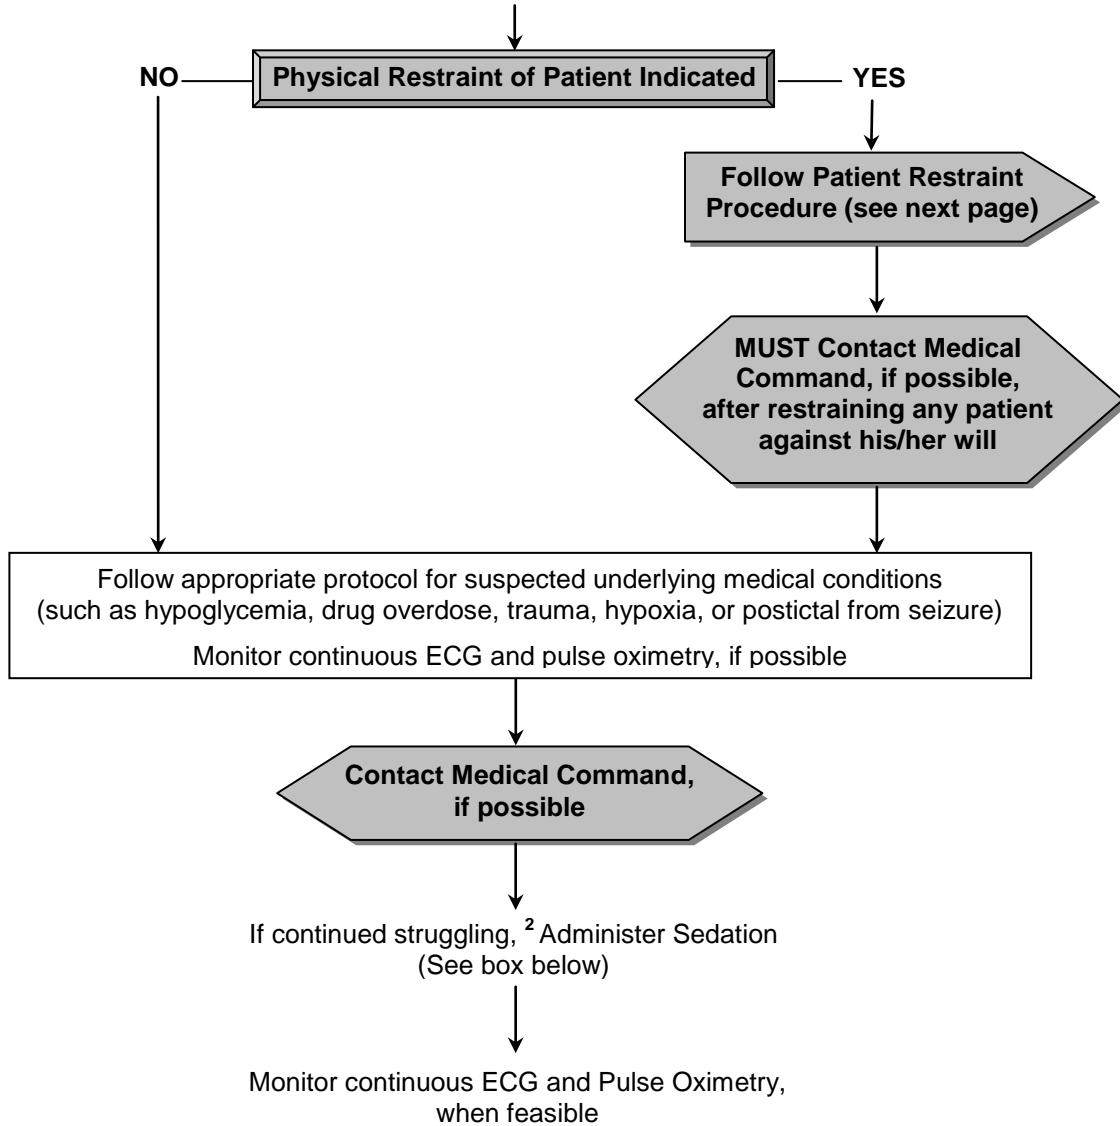 NO
Physical Restraint of Patient Indicated
YES
Follow Patient Restraint
Procedure (see next page)
MUST Contact Medical
Command, if possible,
after restraining any patient
against his/her will
Follow appropriate protocol for suspected underlying medical conditions
(such as hypoglycemia, drug overdose, trauma, hypoxia, or postictal from seizure)
Monitor continuous ECG and pulse oximetry, if possible
Contact Medical Command,
if possible
If continued struggling, ² Administer Sedation
(See box below)
Monitor continuous ECG and Pulse Oximetry,
when feasible